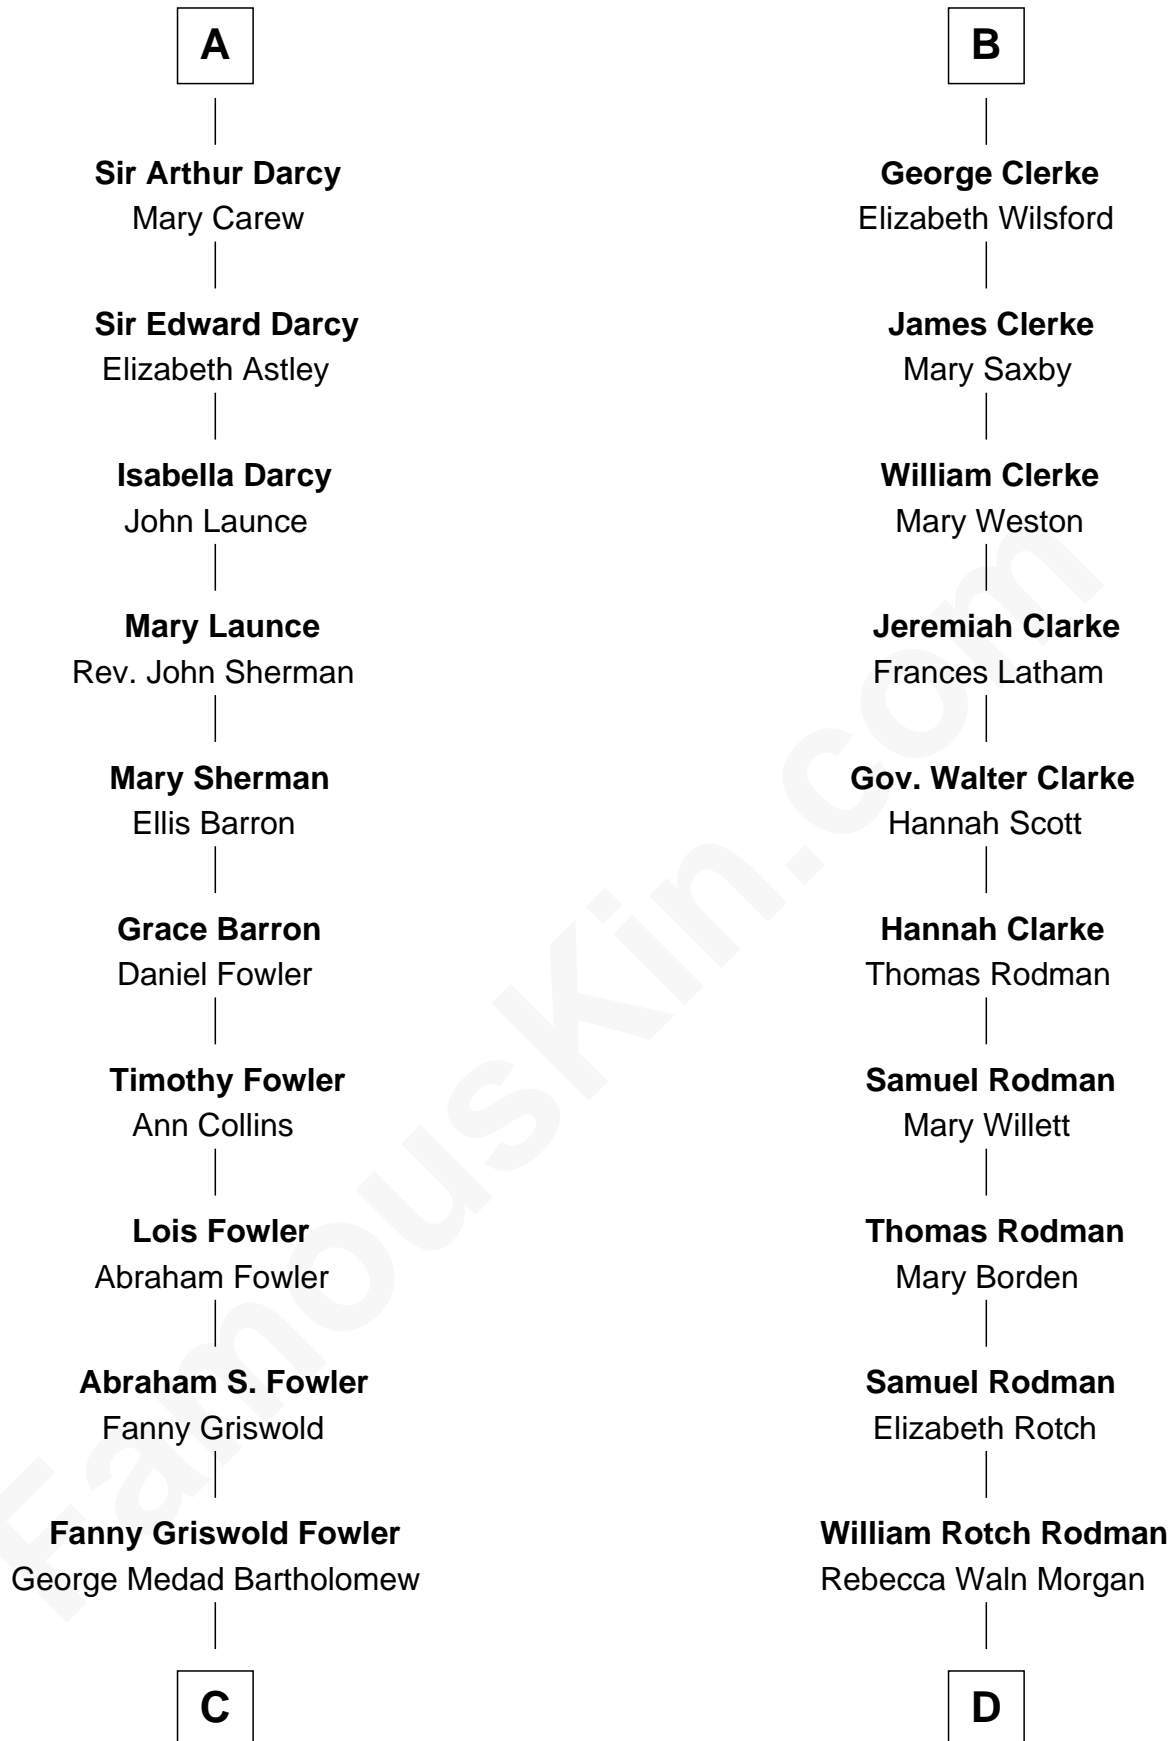 A
Sir Arthur Darcy
Mary Carew
Sir Edward Darcy
Elizabeth Astley
Isabella Darcy
John Launce
Mary Launce
Rev. John Sherman
Mary Sherman
Ellis Barron
Grace Barron
Daniel Fowler
Timothy Fowler
Ann Collins
Lois Fowler
Abraham Fowler
Abraham S. Fowler
Fanny Griswold
Fanny Griswold Fowler
George Medad Bartholomew
C
B
George Clerke
Elizabeth Wilsford
James Clerke
Mary Saxby
William Clerke
Mary Weston
Jeremiah Clarke
Frances Latham
Gov. Walter Clarke
Hannah Scott
Hannah Clarke
Thomas Rodman
Samuel Rodman
Mary Willett
Thomas Rodman
Mary Borden
Samuel Rodman
Elizabeth Rotch
William Rotch Rodman
Rebecca Waln Morgan
D
FamousKin.com